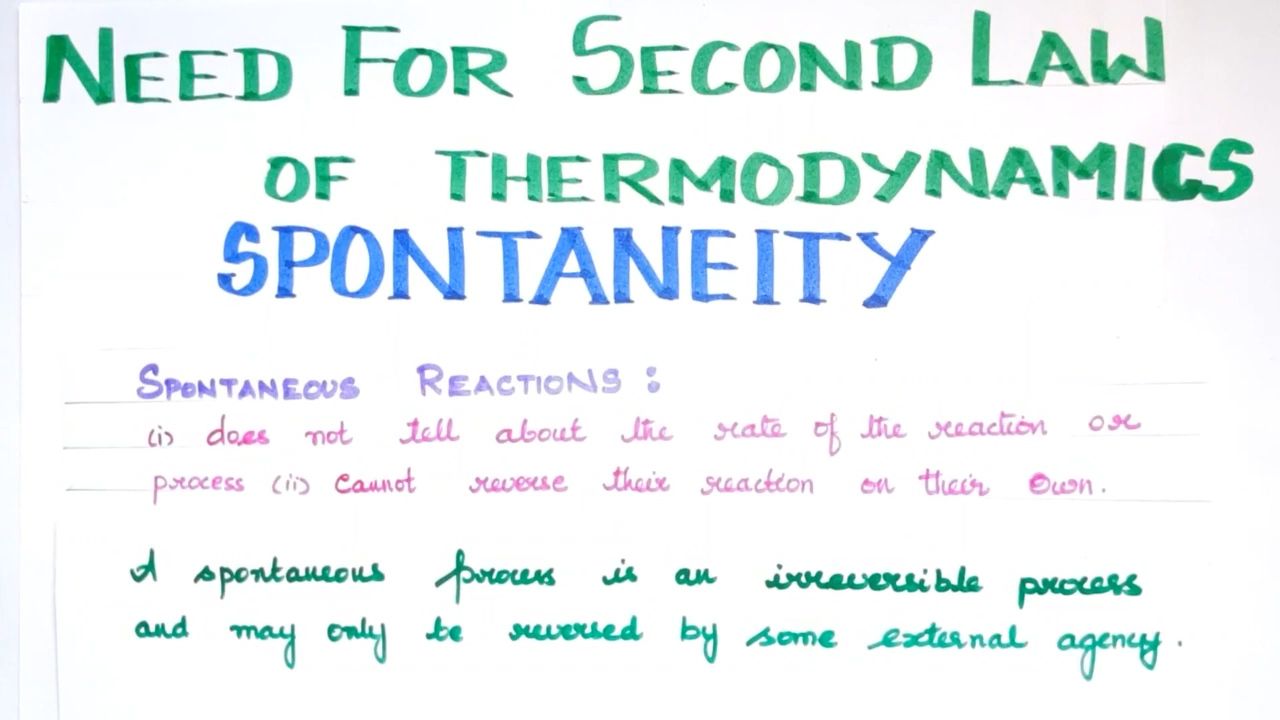 NEED FOR SECOND LAW
OF THERMODYNAMICS
SPONTANEITY
SPONTANEOUS REACTIONS :
(i) does not tell about the rate of the reaction or
process (ii) cannot reverse their reaction on their own.
A spontaneous process is an irreversible process
and may only be reversed by some external agency.